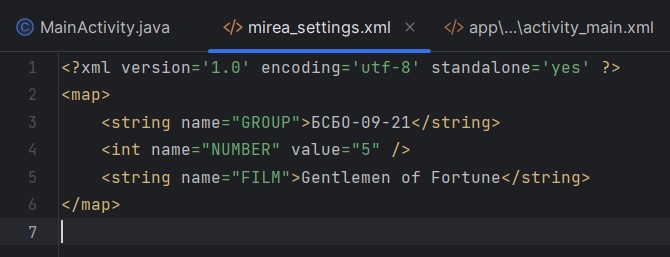 MainActivity.java mirea_settings.xml app\...\activity_main.xml
1 <?xml version='1.0' encoding='utf-8' standalone='yes' ?>
2 <map>
3 <string name="GROUP">БСБО-09-21</string>
4 <int name="NUMBER" value="5" />
5 <string name="FILM">Gentlemen of Fortune</string>
6 </map>
7